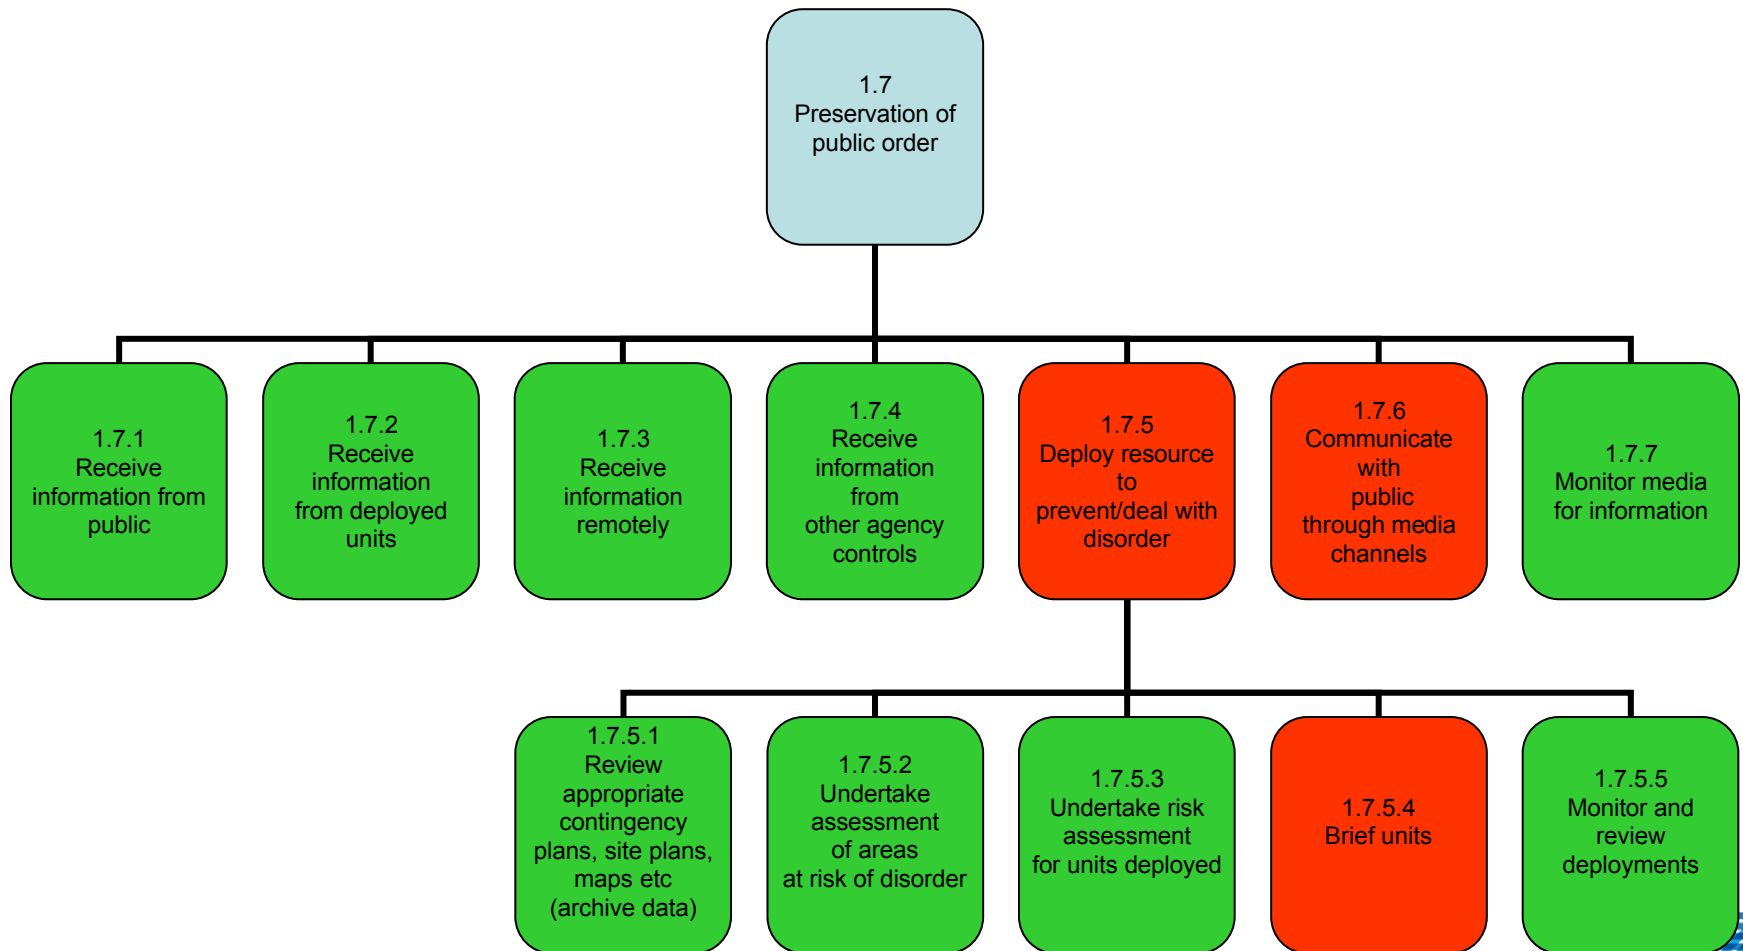 1.7
Preservation of
public order
1.7.1
Receive
information from
public
1.7.2
Receive
information
from deployed
units
1.7.3
Receive
information
remotely
1.7.4
Receive
information
from
other agency
controls
1.7.5
Deploy resource
to
prevent/deal with
disorder
1.7.6
Communicate
with
public
through media
channels
1.7.7
Monitor media
for information
1.7.5.1
Review
appropriate
contingency
plans, site plans,
maps etc
(archive data)
1.7.5.2
Undertake
assessment
of areas
at risk of disorder
1.7.5.3
Undertake risk
assessment
for units deployed
1.7.5.4
Brief units
1.7.5.5
Monitor and
review
deployments